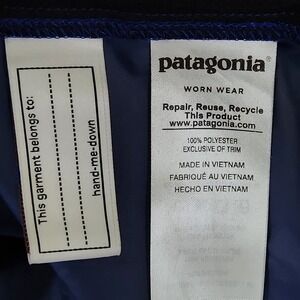 This garment belongs to:
hand-me-down
patagonia®
WORN WEAR
Repair, Reuse, Recycle
This Product
www.patagonia.com
100% POLYESTER
EXCLUSIVE OF TRIM
MADE IN VIETNAM
FABRIQUÉ AU VIETNAM
HECHO EN VIETNAM